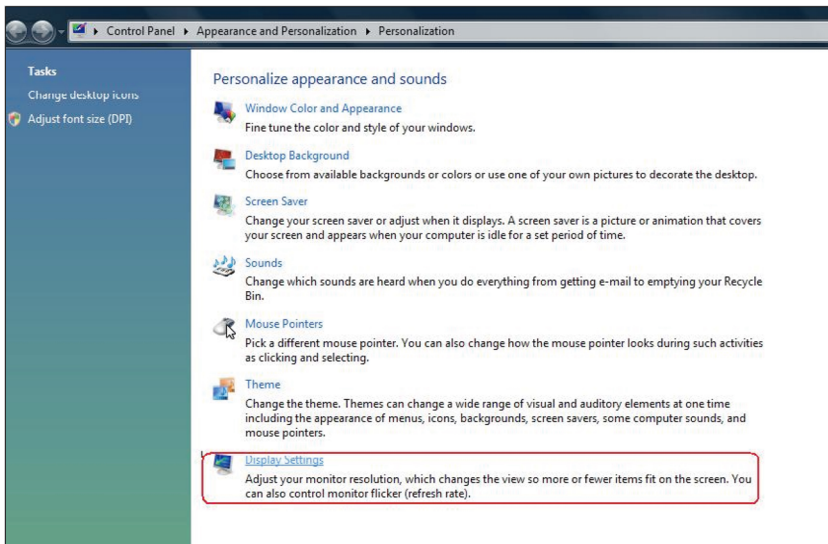 Control Panel ▸ Appearance and Personalization ▸ Personalization
Tasks
Change desktop icons
Adjust font size (DPI)
Personalize appearance and sounds
Window Color and Appearance
Fine tune the color and style of your windows.
Desktop Background
Choose from available backgrounds or colors or use one of your own pictures to decorate the desktop.
Screen Saver
Change your screen saver or adjust when it displays. A screen saver is a picture or animation that covers
your screen and appears when your computer is idle for a set period of time.
Sounds
Change which sounds are heard when you do everything from getting e-mail to emptying your Recycle
Bin.
Mouse Pointers
Pick a different mouse pointer. You can also change how the mouse pointer looks during such activities
as clicking and selecting.
Theme
Change the theme. Themes can change a wide range of visual and auditory elements at one time
including the appearance of menus, icons, backgrounds, screen savers, some computer sounds, and
mouse pointers.
Display Settings
Adjust your monitor resolution, which changes the view so more or fewer items fit on the screen. You
can also control monitor flicker (refresh rate).